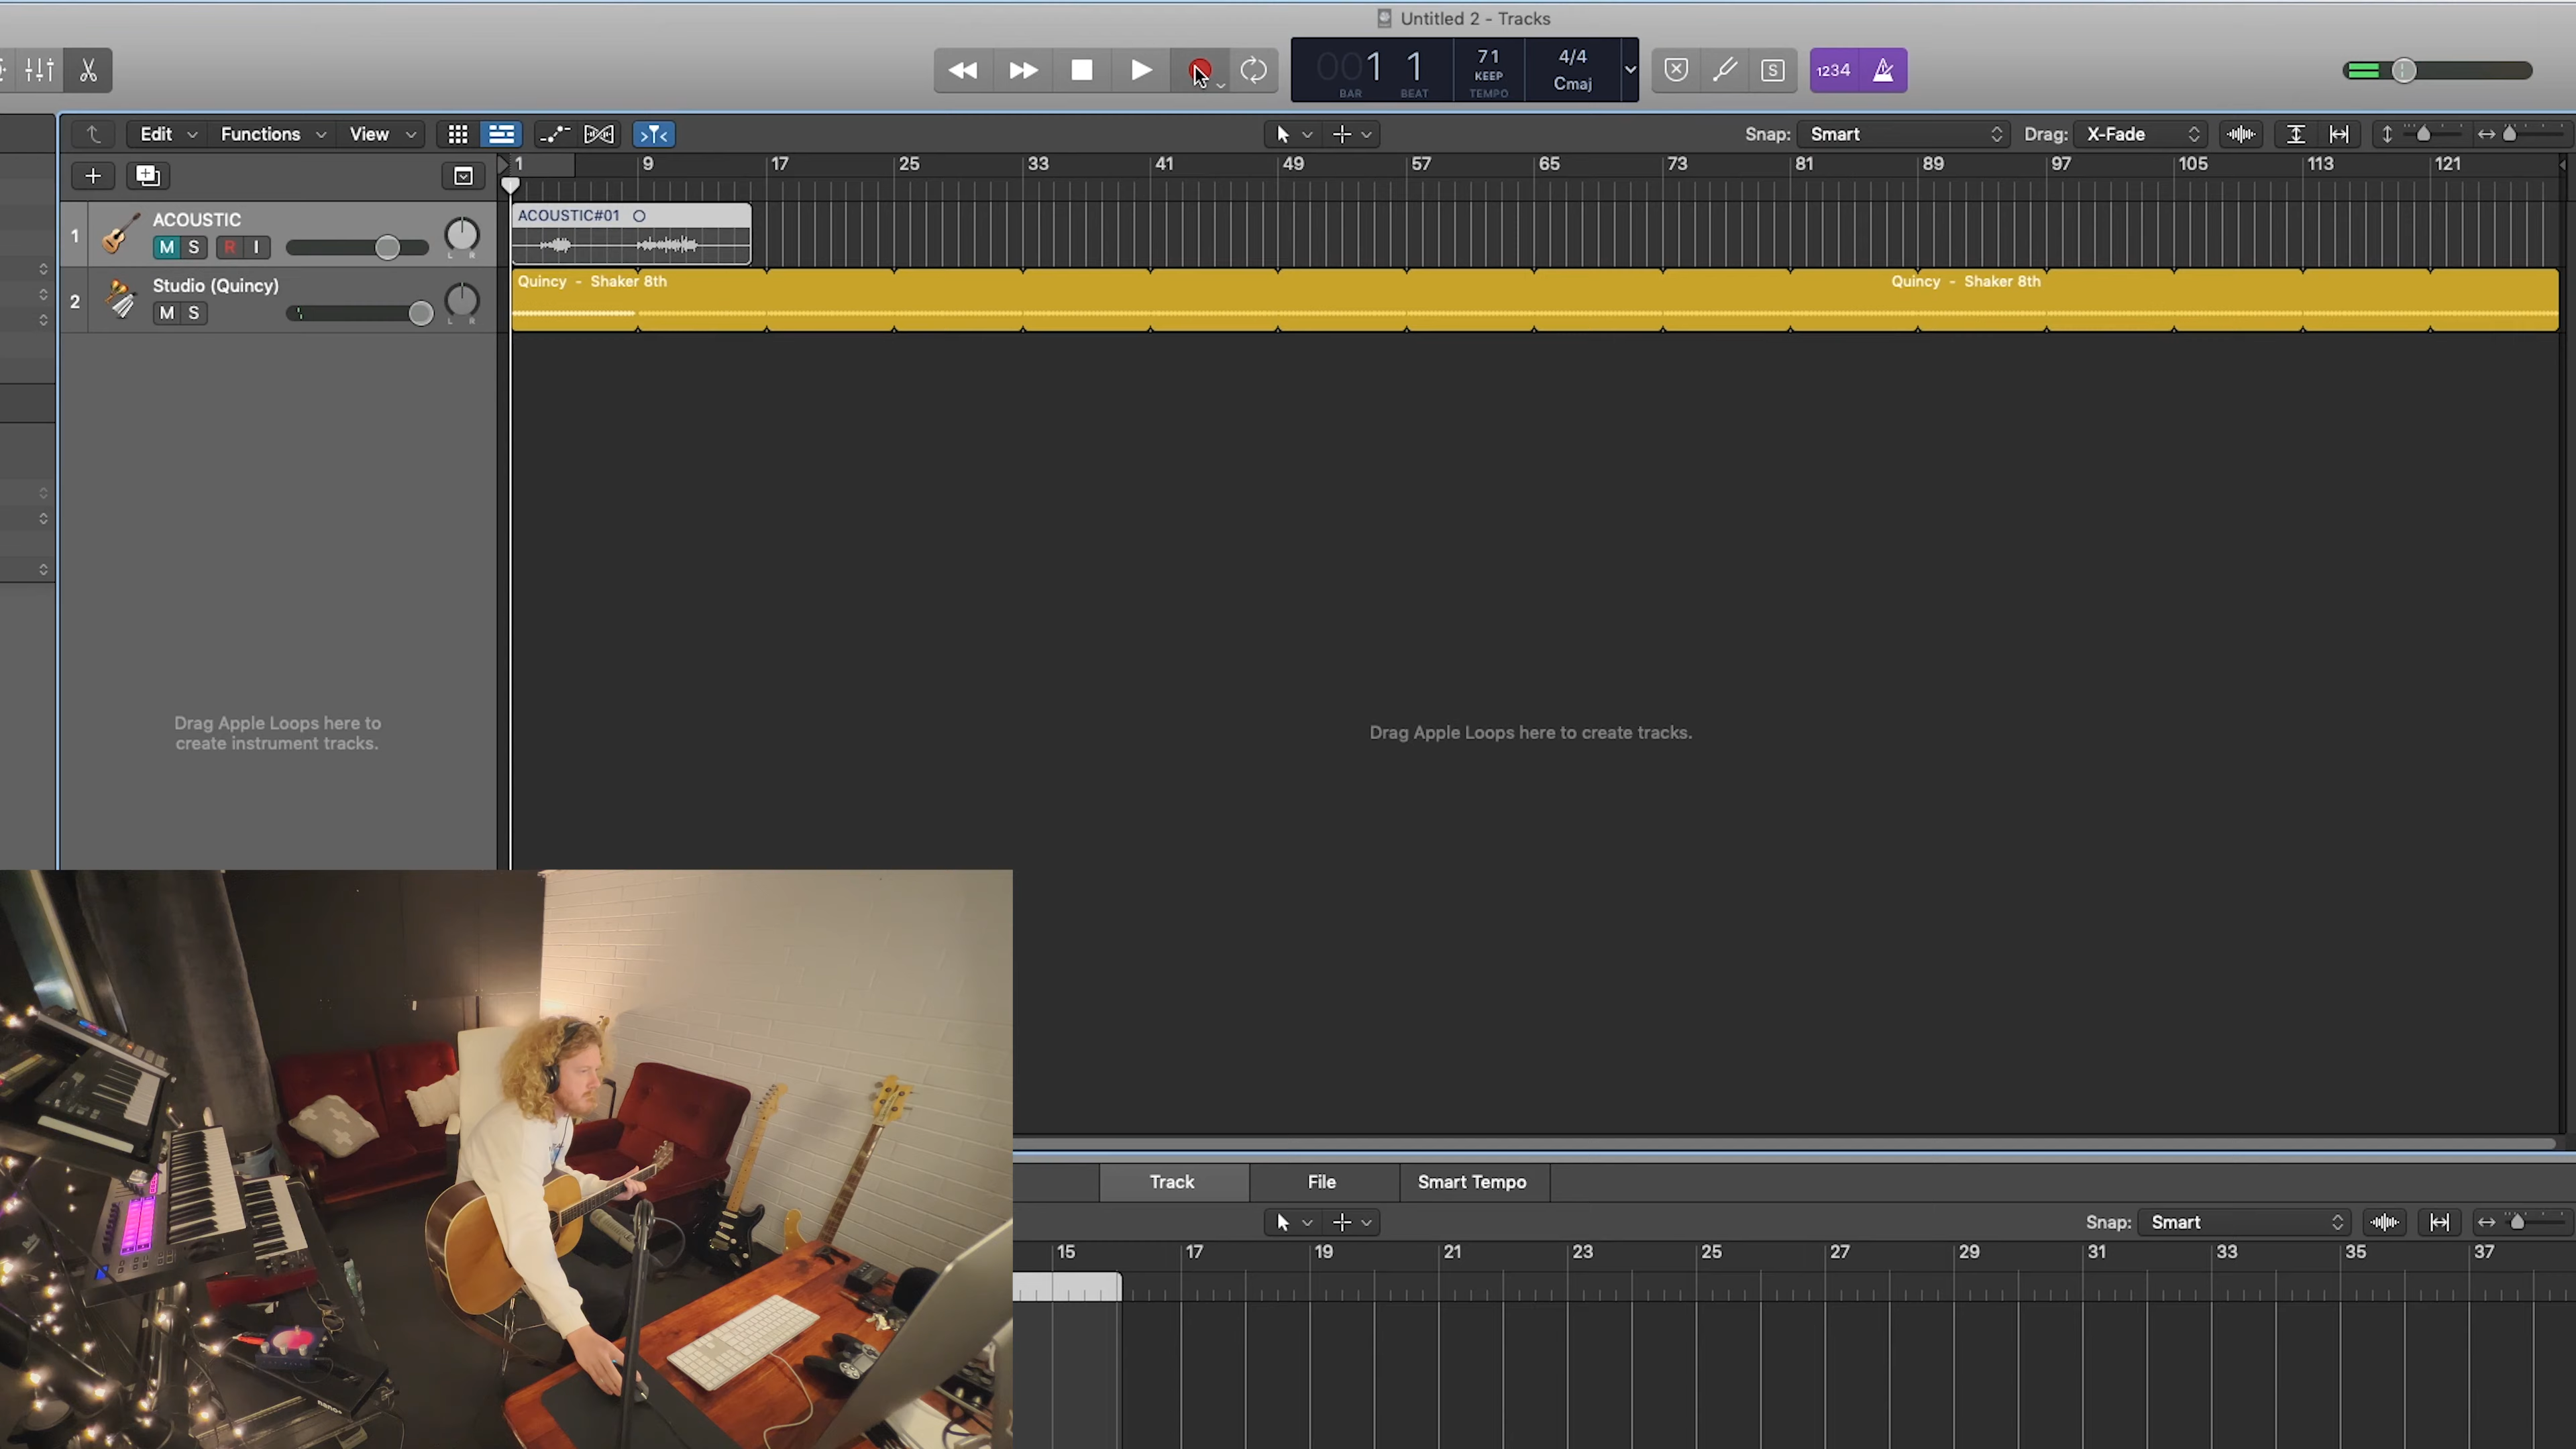 Untitled 2 - Tracks
001 1 71 4/4
KEEP Cmaj
BAR BEAT TEMPO
1234
S
Edit Functions View
Snap: Smart Drag: X-Fade
1 9 17 25 33 41 49 57 65 73 81 89 97 105 113 121
1 ACOUSTIC
M S R I
L R
ACOUSTIC#01
2 Studio (Quincy)
M S
L R
Quincy - Shaker 8th Quincy - Shaker 8th
Drag Apple Loops here to
create instrument tracks.
Drag Apple Loops here to create tracks.
Track File Smart Tempo
Snap: Smart
15 17 19 21 23 25 27 29 31 33 35 37